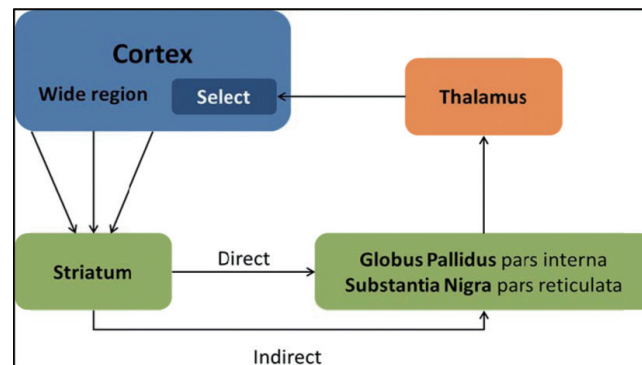 Cortex
Wide region
Select
Thalamus
Striatum
Direct
Globus Pallidus pars interna
Substantia Nigra pars reticulata
Indirect